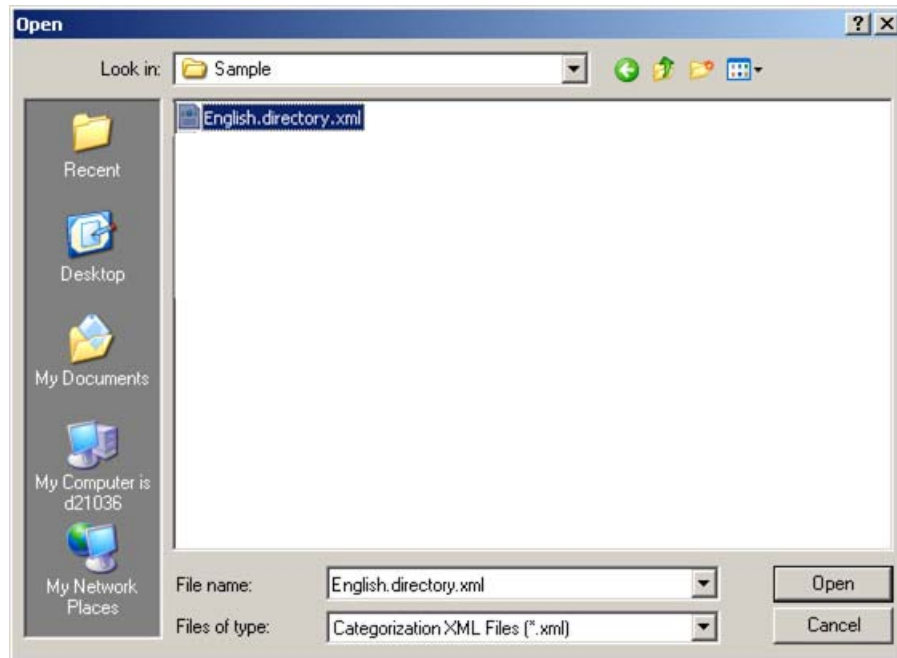 Open
Look in: Sample
English.directory.xml
Recent
Desktop
My Documents
My Computer is
d21036
My Network
Places
File name: English.directory.xml Open
Files of type: Categorization XML Files (*.xml) Cancel